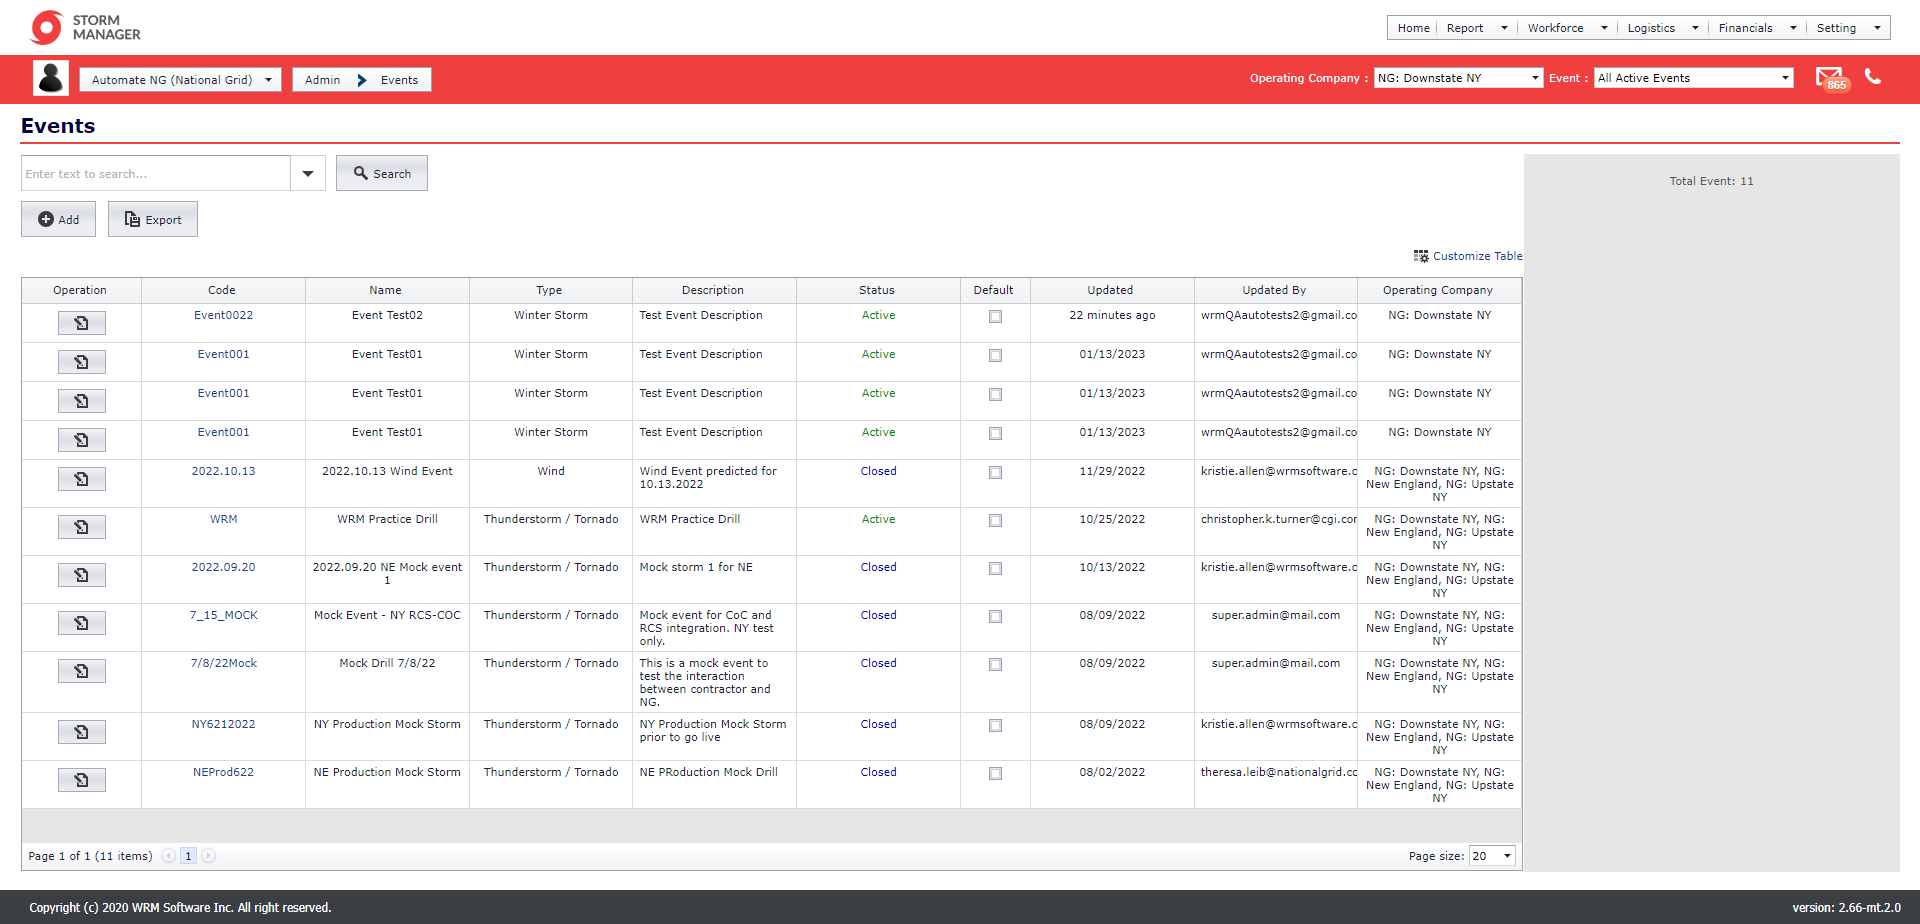 STORM
MANAGER
Home Report Workforce Logistics Financials Setting
Automate NG (National Grid) Admin Events Operating Company : NG: Downstate NY Event : All Active Events 865
Events
Enter text to search... Search
Total Event: 11
Add Export
Customize Table
Operation Code Name Type Description Status Default Updated Updated By Operating Company
Event0022 Event Test02 Winter Storm Test Event Description Active 22 minutes ago wrmQAautotests2@gmail.co NG: Downstate NY
Event001 Event Test01 Winter Storm Test Event Description Active 01/13/2023 wrmQAautotests2@gmail.co NG: Downstate NY
Event001 Event Test01 Winter Storm Test Event Description Active 01/13/2023 wrmQAautotests2@gmail.co NG: Downstate NY
Event001 Event Test01 Winter Storm Test Event Description Active 01/13/2023 wrmQAautotests2@gmail.co NG: Downstate NY
2022.10.13 2022.10.13 Wind Event Wind Wind Event predicted for Closed 11/29/2022 kristie.allen@wrmsoftware.c NG: Downstate NY, NG:
10.13.2022 New England, NG: Upstate
NY
WRM WRM Practice Drill Thunderstorm / Tornado WRM Practice Drill Active 10/25/2022 christopher.k.turner@cgi.cor NG: Downstate NY, NG:
New England, NG: Upstate
NY
2022.09.20 2022.09.20 NE Mock event Thunderstorm / Tornado Mock storm 1 for NE Closed 10/13/2022 kristie.allen@wrmsoftware.c NG: Downstate NY, NG:
1 New England, NG: Upstate
NY
7_15_MOCK Mock Event - NY RCS-COC Thunderstorm / Tornado Mock event for CoC and Closed 08/09/2022 super.admin@mail.com NG: Downstate NY, NG:
RCS integration. NY test New England, NG: Upstate
only. NY
7/8/22Mock Mock Drill 7/8/22 Thunderstorm / Tornado This is a mock event to Closed 08/09/2022 super.admin@mail.com NG: Downstate NY, NG:
test the interaction New England, NG: Upstate
between contractor and NY
NG.
NY6212022 NY Production Mock Storm Thunderstorm / Tornado NY Production Mock Storm Closed 08/09/2022 kristie.allen@wrmsoftware.c NG: Downstate NY, NG:
prior to go live New England, NG: Upstate
NY
NEProd622 NE Production Mock Storm Thunderstorm / Tornado NE PRoduction Mock Drill Closed 08/02/2022 theresa.leib@nationalgrid.cc NG: Downstate NY, NG:
New England, NG: Upstate
NY
Page 1 of 1 (11 items) 1 Page size: 20
Copyright (c) 2020 WRM Software Inc. All right reserved. version: 2.66-mt.2.0